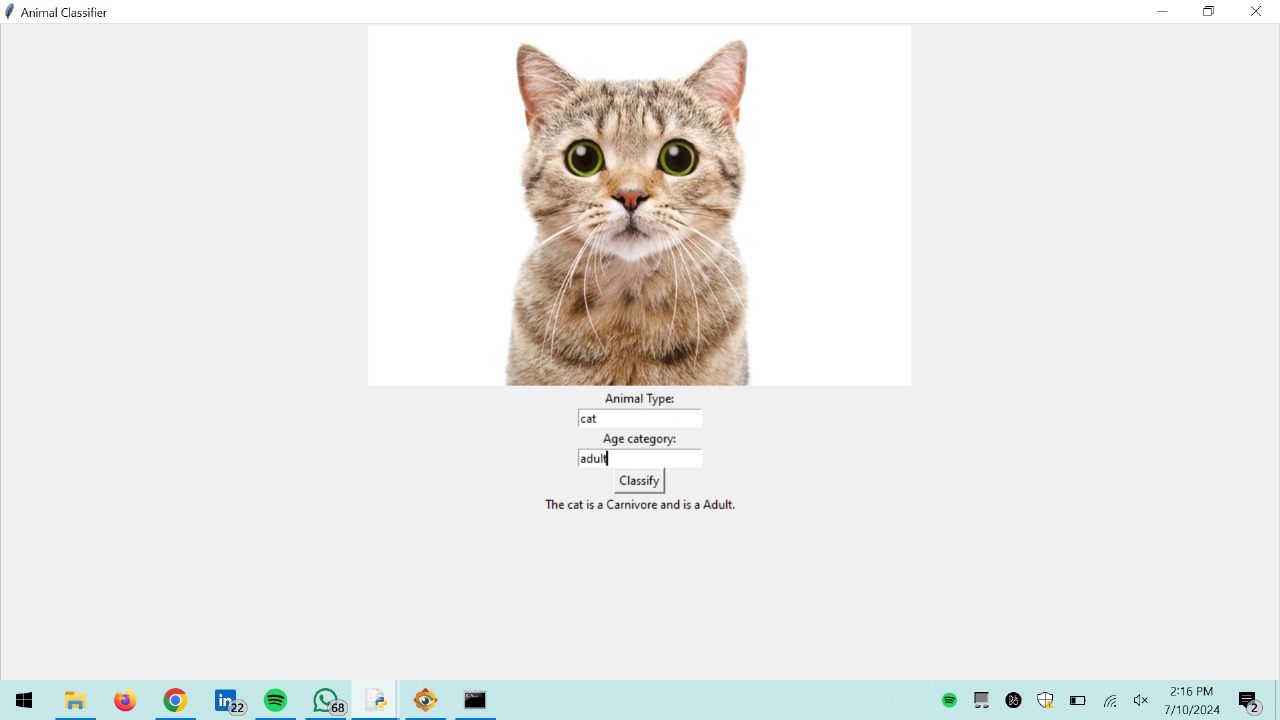 Animal Classifier
Animal Type:
cat
Age category:
adult
Classify
The cat is a Carnivore and is a Adult.
22
68
2:16 PM
7/10/2024
2